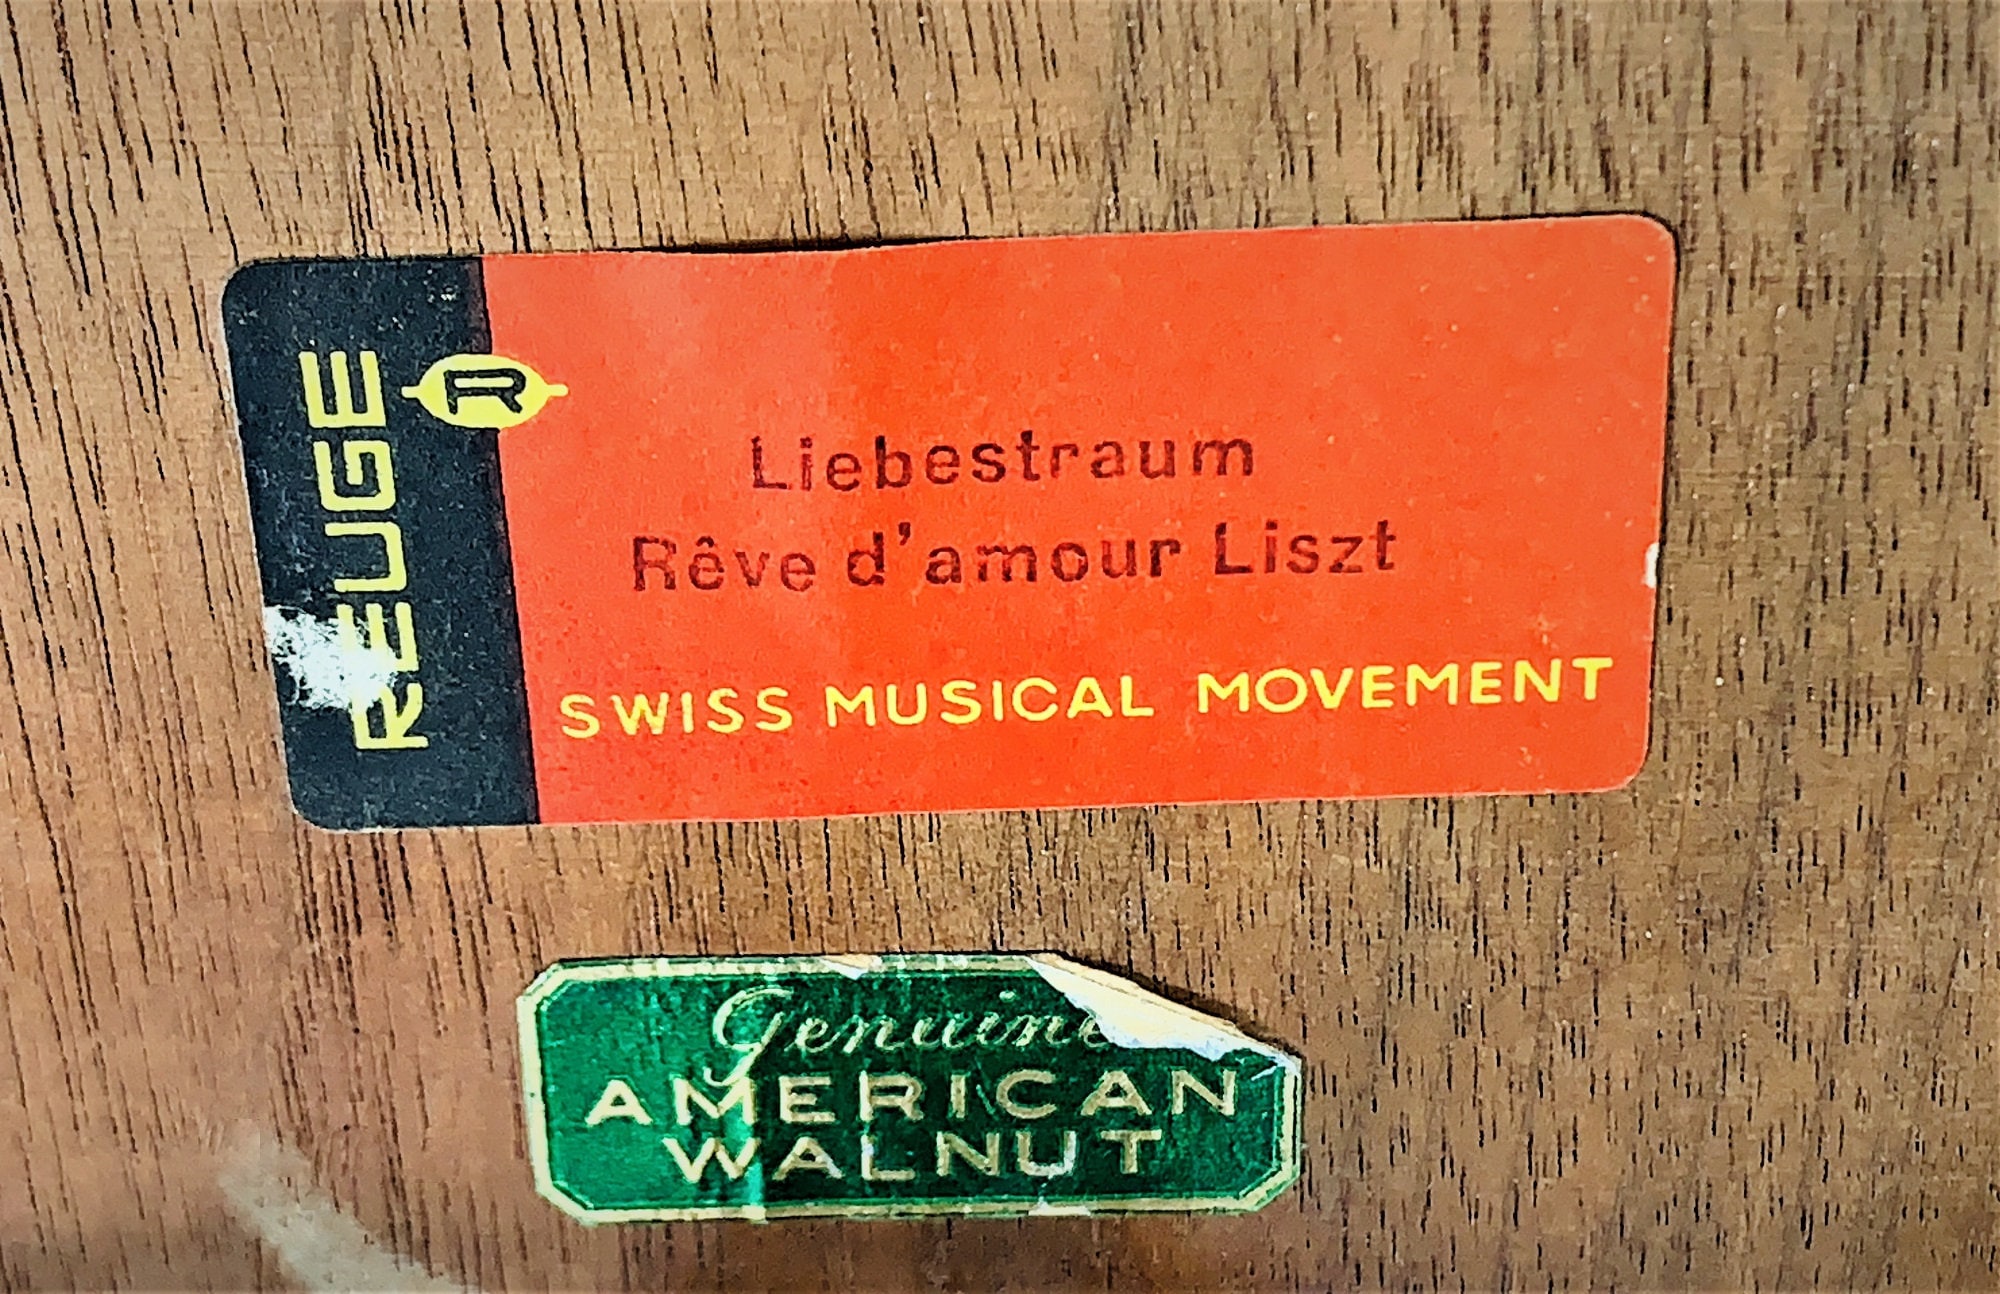 REUGE
R
Liebestraum
Rêve d'amour Liszt
SWISS MUSICAL MOVEMENT
Genuine
AMERICAN
WALNUT